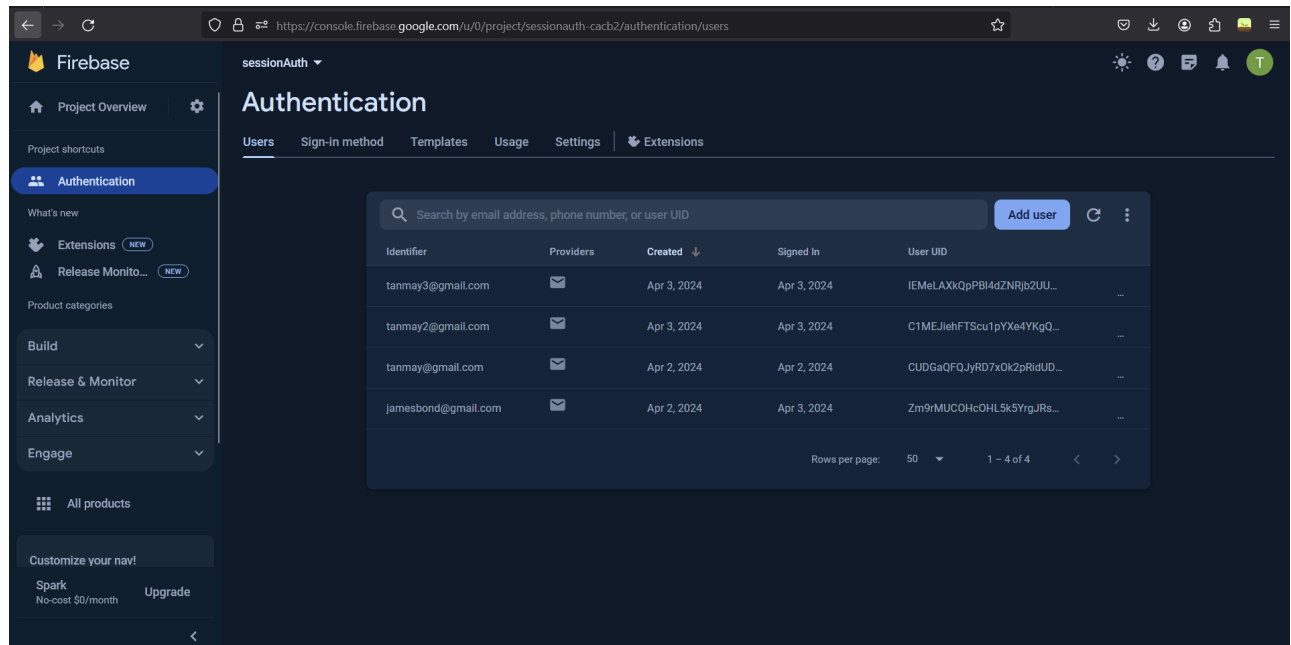 https://console.firebase.google.com/u/0/project/sessionauth-cacb2/authentication/users
Firebase
Project Overview
Project shortcuts
Authentication
What's new
Extensions NEW
Release Monito... NEW
Product categories
Build
Release & Monitor
Analytics
Engage
All products
Customize your nav!
Spark
No-cost $0/month
Upgrade
sessionAuth
T
Authentication
Users Sign-in method Templates Usage Settings Extensions
Search by email address, phone number, or user UID
Add user
Identifier Providers Created Signed In User UID
tanmay3@gmail.com Apr 3, 2024 Apr 3, 2024 IEMeLAXkQpPBl4dZNRjb2UU...
tanmay2@gmail.com Apr 3, 2024 Apr 3, 2024 C1MEJiehFTScu1pYXe4YKgQ...
tanmay@gmail.com Apr 2, 2024 Apr 2, 2024 CUDGaQFQJyRD7xOk2pRidUD...
jamesbond@gmail.com Apr 2, 2024 Apr 3, 2024 Zm9rMUCOHcOHL5k5YrgJRs...
Rows per page: 50 1 – 4 of 4